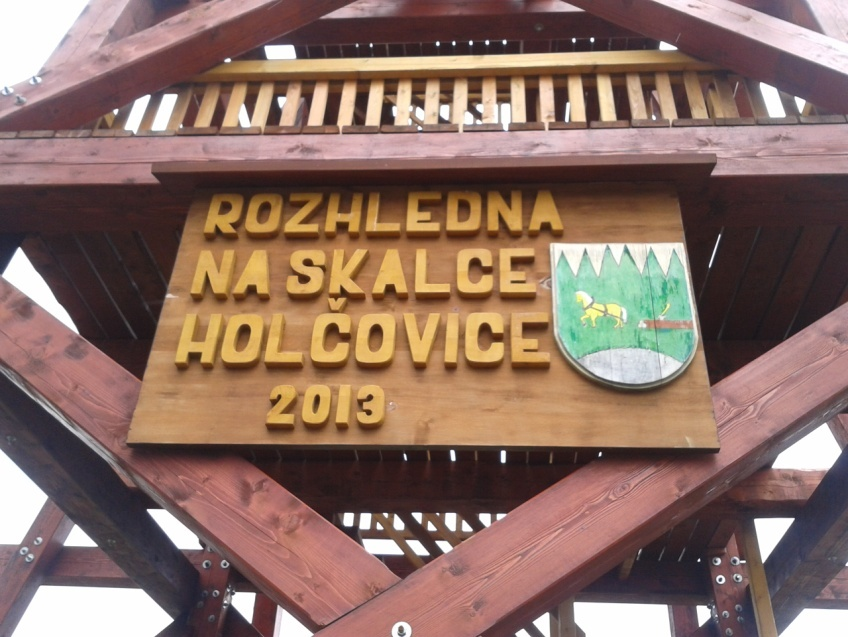 ROZHLEDNA
NA SKALCE
HOLČOVICE
2013